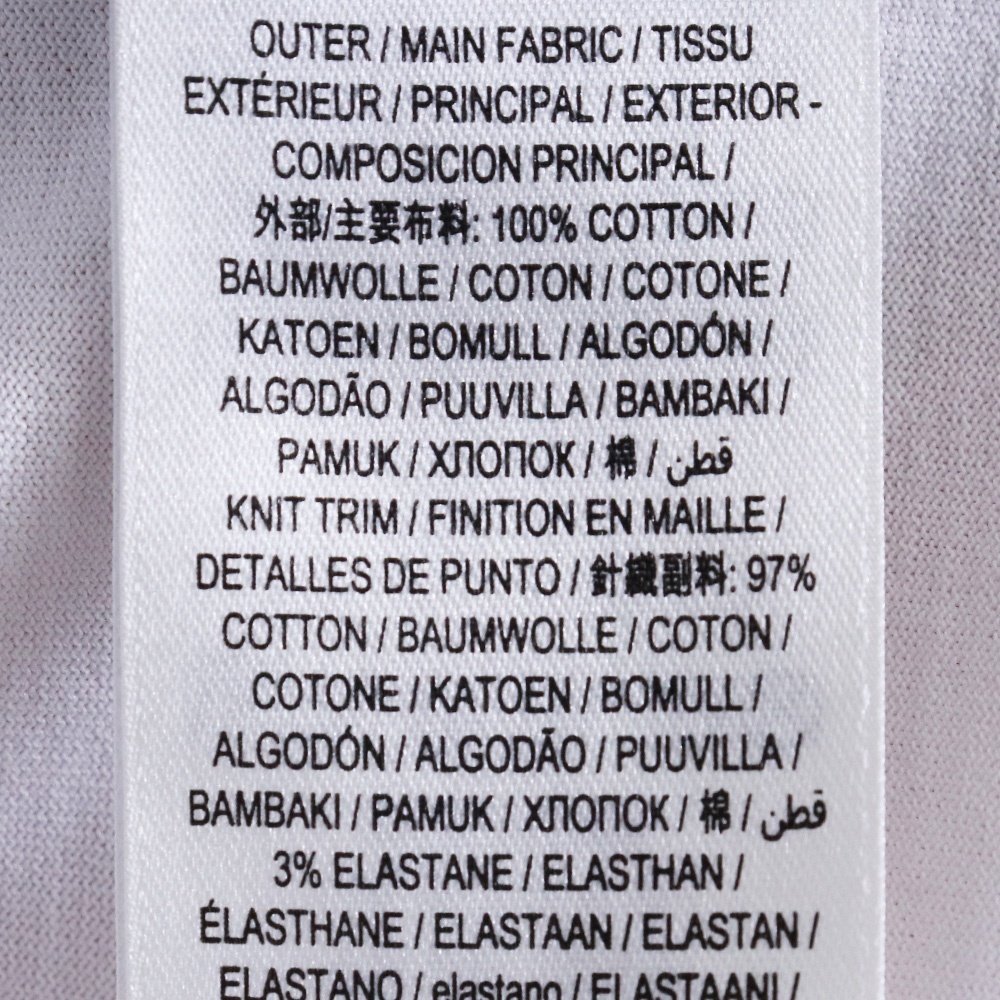 OUTER / MAIN FABRIC / TISSU
EXTÉRIEUR / PRINCIPAL / EXTERIOR -
COMPOSICION PRINCIPAL /
外部/主要布料: 100% COTTON /
BAUMWOLLE / COTON / COTONE /
KATOEN / BOMULL / ALGODÓN /
ALGODÃO / PUUVILLA / BAMBAKI /
PAMUK / ХЛОПОК / 棉 / قطن
KNIT TRIM / FINITION EN MAILLE /
DETALLES DE PUNTO / 針織副料: 97%
COTTON / BAUMWOLLE / COTON /
COTONE / KATOEN / BOMULL /
ALGODÓN / ALGODÃO / PUUVILLA /
BAMBAKI / PAMUK / ХЛОПОК / 棉 / قطن
3% ELASTANE / ELASTHAN /
ÉLASTHANE / ELASTAAN / ELASTAN /
ELASTANO / elastano / ELASTAANI /